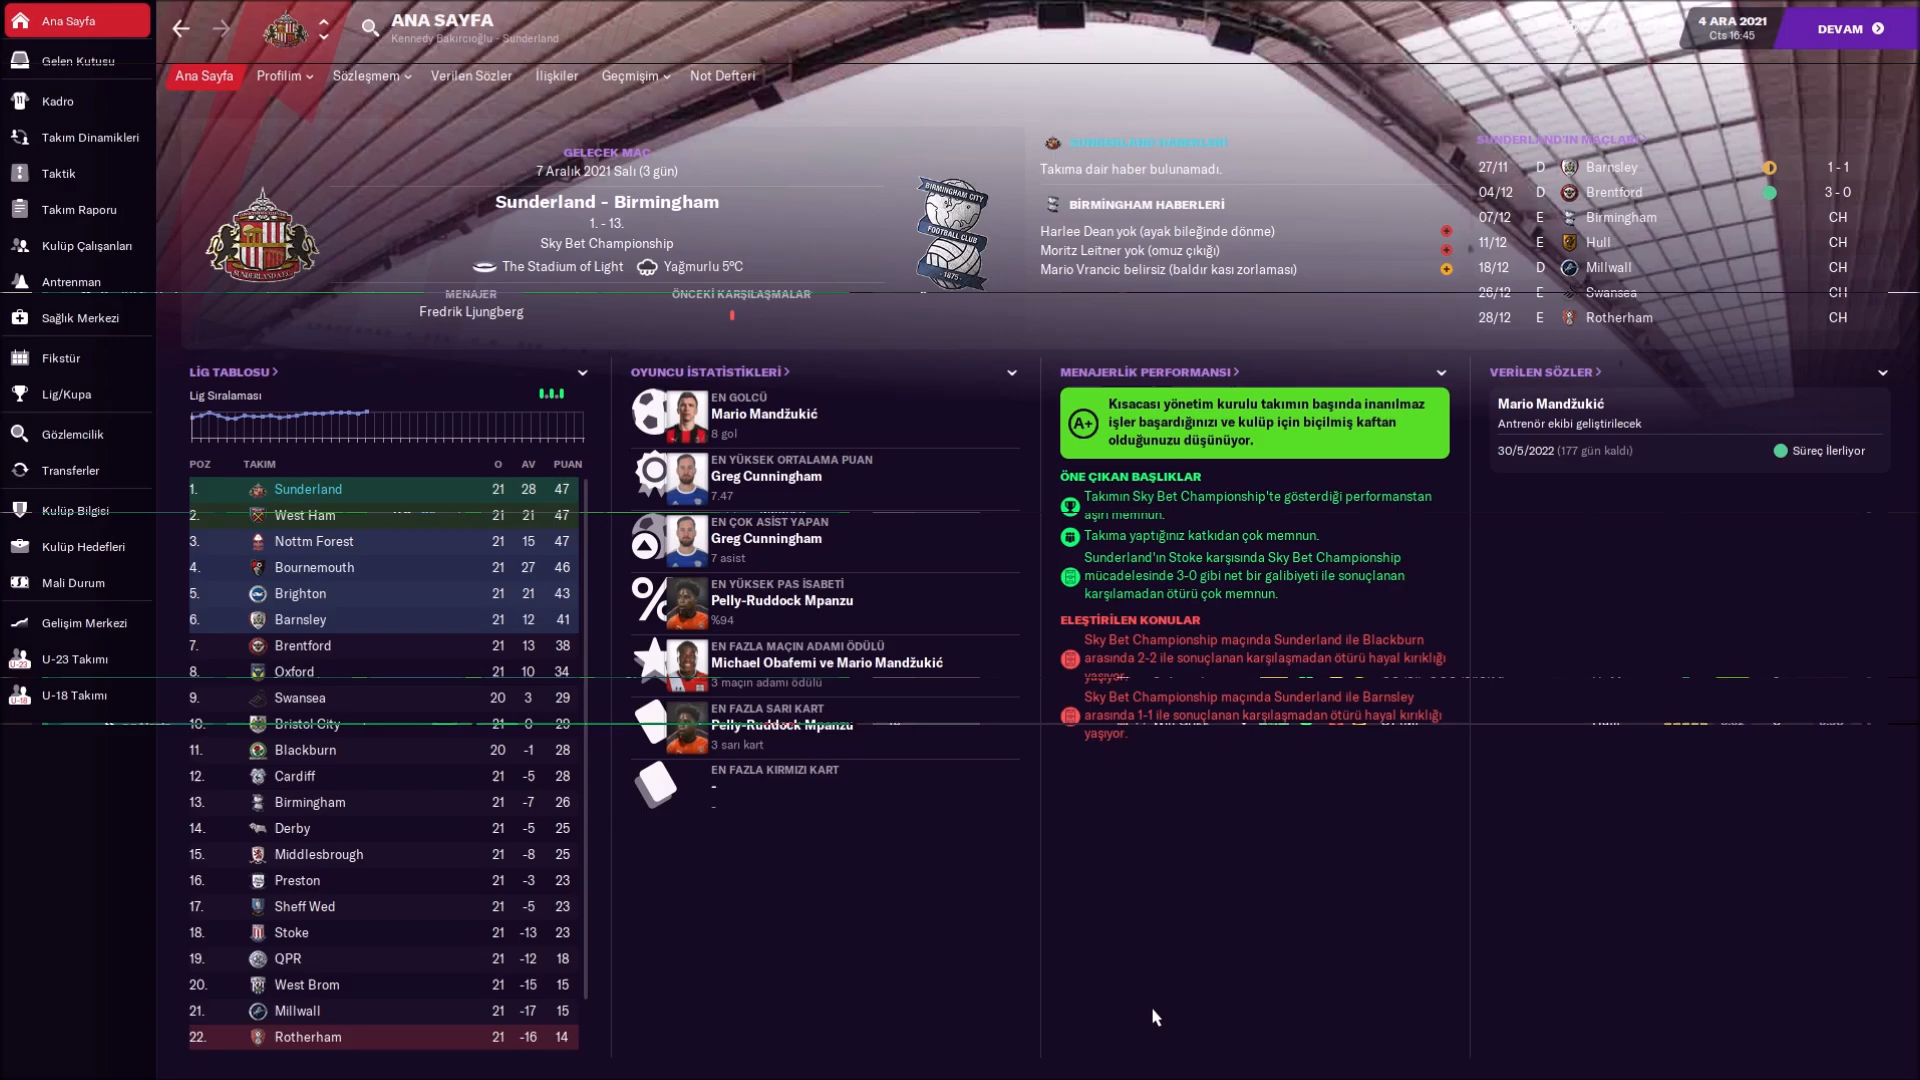 Ana Sayfa
Gelen Kutusu
Kadro
Takım Dinamikleri
Taktik
Takım Raporu
Kulüp Çalışanları
Antrenman
Sağlık Merkezi
Fikstür
Lig/Kupa
Gözlemcilik
Transferler
Kulüp Bilgisi
Kulüp Hedefleri
Mali Durum
Gelişim Merkezi
U-23 Takımı
U-18 Takımı
ANA SAYFA
Kennedy Bakırcıoğlu - Sunderland
4 ARA 2021
Cts 16:45
DEVAM
Ana Sayfa Profilim Sözleşmem Verilen Sözler İlişkiler Geçmişim Not Defteri
GELECEK MAÇ
7 Aralık 2021 Salı (3 gün)
Sunderland - Birmingham
1. - 13.
Sky Bet Championship
The Stadium of Light Yağmurlu 5°C
MENAJER
Fredrik Ljungberg
ÖNCEKİ KARŞILAŞMALAR
SUNDERLAND HABERLERİ
Takıma dair haber bulunamadı.
BİRMİNGHAM HABERLERİ
Harlee Dean yok (ayak bileğinde dönme)
Moritz Leitner yok (omuz çıkığı)
Mario Vrancic belirsiz (baldır kası zorlaması)
SUNDERLAND'IN MAÇLARI
27/11 D Barnsley 1 - 1
04/12 D Brentford 3 - 0
07/12 E Birmingham CH
11/12 E Hull CH
18/12 D Millwall CH
26/12 E Swansea CH
28/12 E Rotherham CH
LİG TABLOSU
Lig Sıralaması
POZ TAKIM O AV PUAN
1. Sunderland 21 28 47
2. West Ham 21 21 47
3. Nottm Forest 21 15 47
4. Bournemouth 21 27 46
5. Brighton 21 21 43
6. Barnsley 21 12 41
7. Brentford 21 13 38
8. Oxford 21 10 34
9. Swansea 20 3 29
10. Bristol City 21 0 29
11. Blackburn 20 -1 28
12. Cardiff 21 -5 28
13. Birmingham 21 -7 26
14. Derby 21 -5 25
15. Middlesbrough 21 -8 25
16. Preston 21 -3 23
17. Sheff Wed 21 -5 23
18. Stoke 21 -13 23
19. QPR 21 -12 18
20. West Brom 21 -15 15
21. Millwall 21 -17 15
22. Rotherham 21 -16 14
OYUNCU İSTATİSTİKLERİ
EN GOLCÜ
Mario Mandžukić
8 gol
EN YÜKSEK ORTALAMA PUAN
Greg Cunningham
7.47
EN ÇOK ASİST YAPAN
Greg Cunningham
7 asist
EN YÜKSEK PAS İSABETİ
Pelly-Ruddock Mpanzu
%94
EN FAZLA MAÇIN ADAMI ÖDÜLÜ
Michael Obafemi ve Mario Mandžukić
3 maçın adamı ödülü
EN FAZLA SARI KART
Pelly-Ruddock Mpanzu
3 sarı kart
EN FAZLA KIRMIZI KART
-
-
MENAJERLİK PERFORMANSI
A+
Kısacası yönetim kurulu takımın başında inanılmaz
işler başardığınızı ve kulüp için biçilmiş kaftan
olduğunuzu düşünüyor.
ÖNE ÇIKAN BAŞLIKLAR
Takımın Sky Bet Championship'te gösterdiği performanstan
aşırı memnun.
Takıma yaptığınız katkıdan çok memnun.
Sunderland'ın Stoke karşısında Sky Bet Championship
mücadelesinde 3-0 gibi net bir galibiyeti ile sonuçlanan
karşılamadan ötürü çok memnun.
ELEŞTİRİLEN KONULAR
Sky Bet Championship maçında Sunderland ile Blackburn
arasında 2-2 ile sonuçlanan karşılaşmadan ötürü hayal kırıklığı
yaşıyor.
Sky Bet Championship maçında Sunderland ile Barnsley
arasında 1-1 ile sonuçlanan karşılaşmadan ötürü hayal kırıklığı
yaşıyor.
VERİLEN SÖZLER
Mario Mandžukić
Antrenör ekibi geliştirilecek
30/5/2022 (177 gün kaldı) Süreç İlerliyor